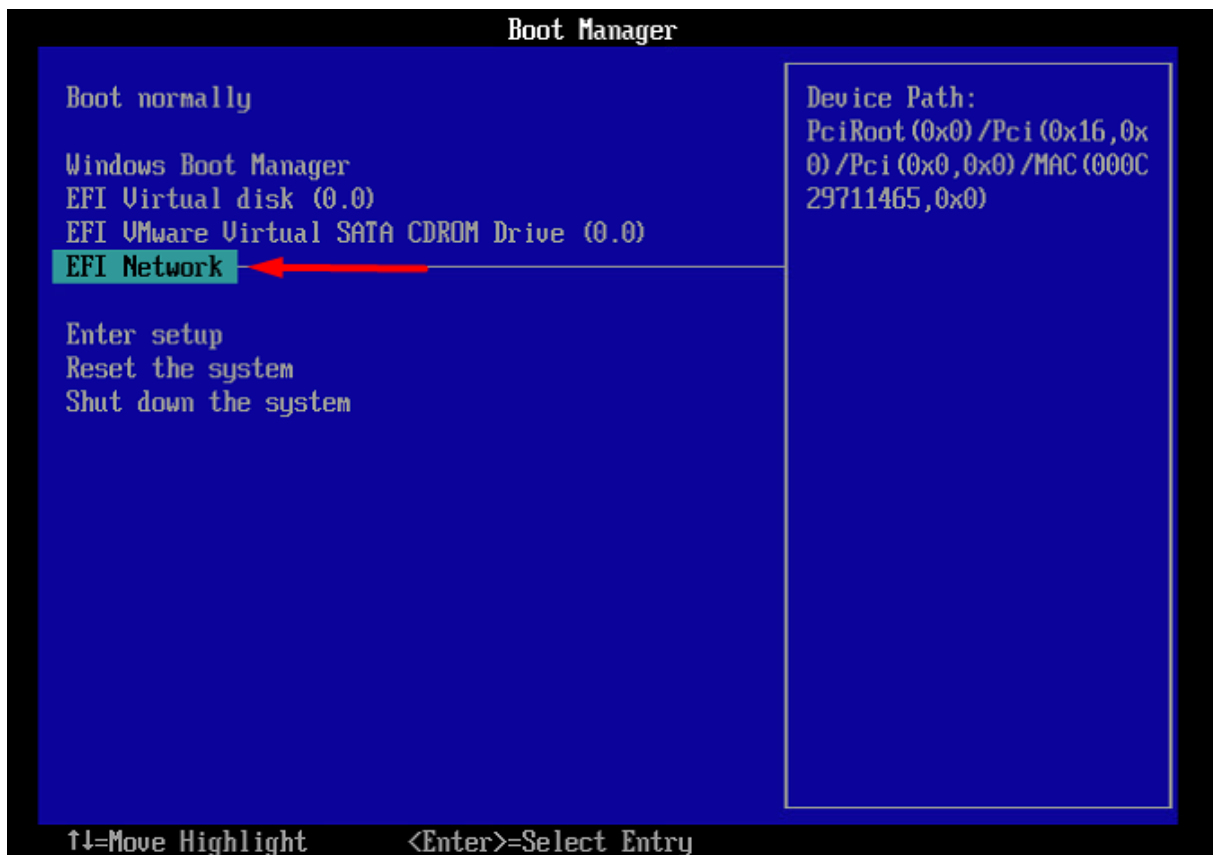 Boot Manager
Boot normally
Windows Boot Manager
EFI Virtual disk (0.0)
EFI VMware Virtual SATA CDROM Drive (0.0)
EFI Network
Enter setup
Reset the system
Shut down the system
Device Path:
PciRoot(0x0)/Pci(0x16,0x
0)/Pci(0x0,0x0)/MAC(000C
29711465,0x0)
↑↓=Move Highlight <Enter>=Select Entry